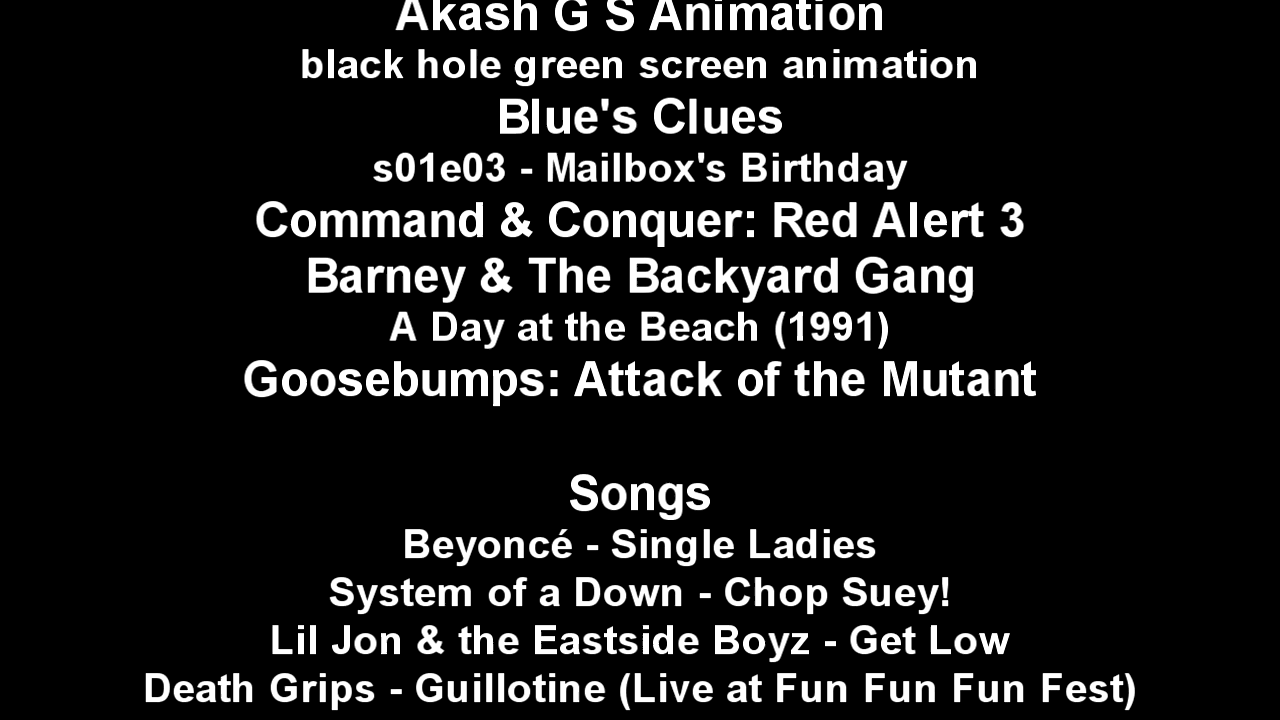 Akash G S Animation
black hole green screen animation
Blue's Clues
s01e03 - Mailbox's Birthday
Command & Conquer: Red Alert 3
Barney & The Backyard Gang
A Day at the Beach (1991)
Goosebumps: Attack of the Mutant
Songs
Beyoncé - Single Ladies
System of a Down - Chop Suey!
Lil Jon & the Eastside Boyz - Get Low
Death Grips - Guillotine (Live at Fun Fun Fun Fest)